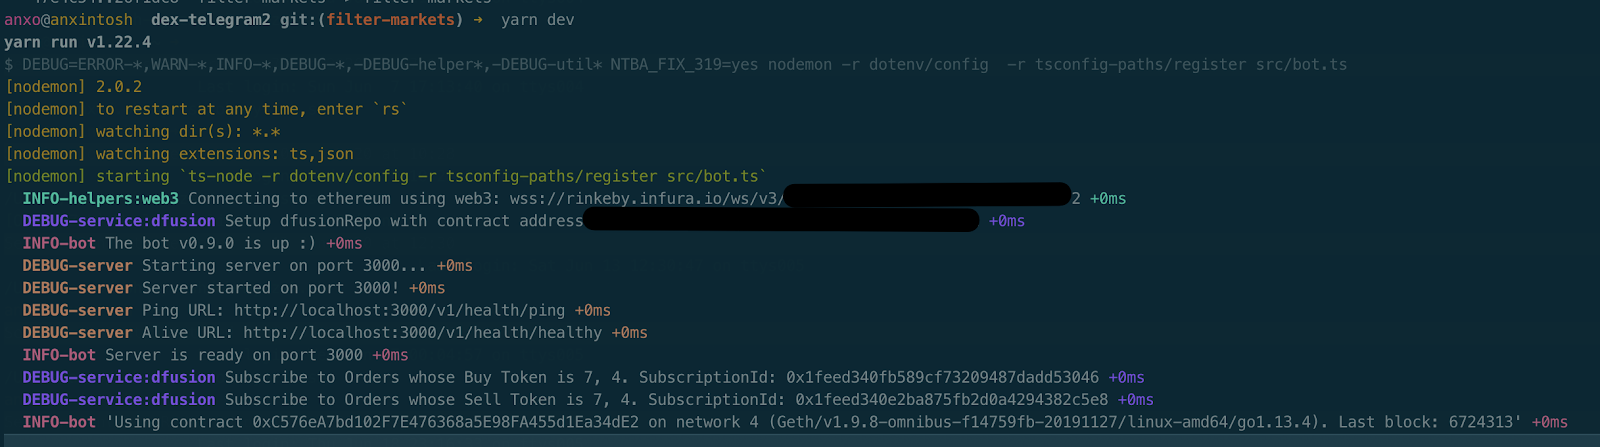 anxo@anxintosh  dex-telegram2 git:(filter-markets) ➜  yarn dev
yarn run v1.22.4
$ DEBUG=ERROR-*,WARN-*,INFO-*,DEBUG-*,-DEBUG-helper*,-DEBUG-util* NTBA_FIX_319=yes nodemon -r dotenv/config  -r tsconfig-paths/register src/bot.ts
[nodemon] 2.0.2
[nodemon] to restart at any time, enter `rs`
[nodemon] watching dir(s): *.*
[nodemon] watching extensions: ts,json
[nodemon] starting `ts-node -r dotenv/config -r tsconfig-paths/register src/bot.ts`
INFO-helpers:web3 Connecting to ethereum using web3: wss://rinkeby.infura.io/ws/v3/ 2 +0ms
DEBUG-service:dfusion Setup dfusionRepo with contract address +0ms
INFO-bot The bot v0.9.0 is up :) +0ms
DEBUG-server Starting server on port 3000... +0ms
DEBUG-server Server started on port 3000! +0ms
DEBUG-server Ping URL: http://localhost:3000/v1/health/ping +0ms
DEBUG-server Alive URL: http://localhost:3000/v1/health/healthy +0ms
INFO-bot Server is ready on port 3000 +0ms
DEBUG-service:dfusion Subscribe to Orders whose Buy Token is 7, 4. SubscriptionId: 0x1feed340fb589cf73209487dadd53046 +0ms
DEBUG-service:dfusion Subscribe to Orders whose Sell Token is 7, 4. SubscriptionId: 0x1feed340e2ba875fb2d0a4294382c5e8 +0ms
INFO-bot 'Using contract 0xC576eA7bd102F7E476368a5E98FA455d1Ea34dE2 on network 4 (Geth/v1.9.8-omnibus-f14759fb-20191127/linux-amd64/go1.13.4). Last block: 6724313' +0ms